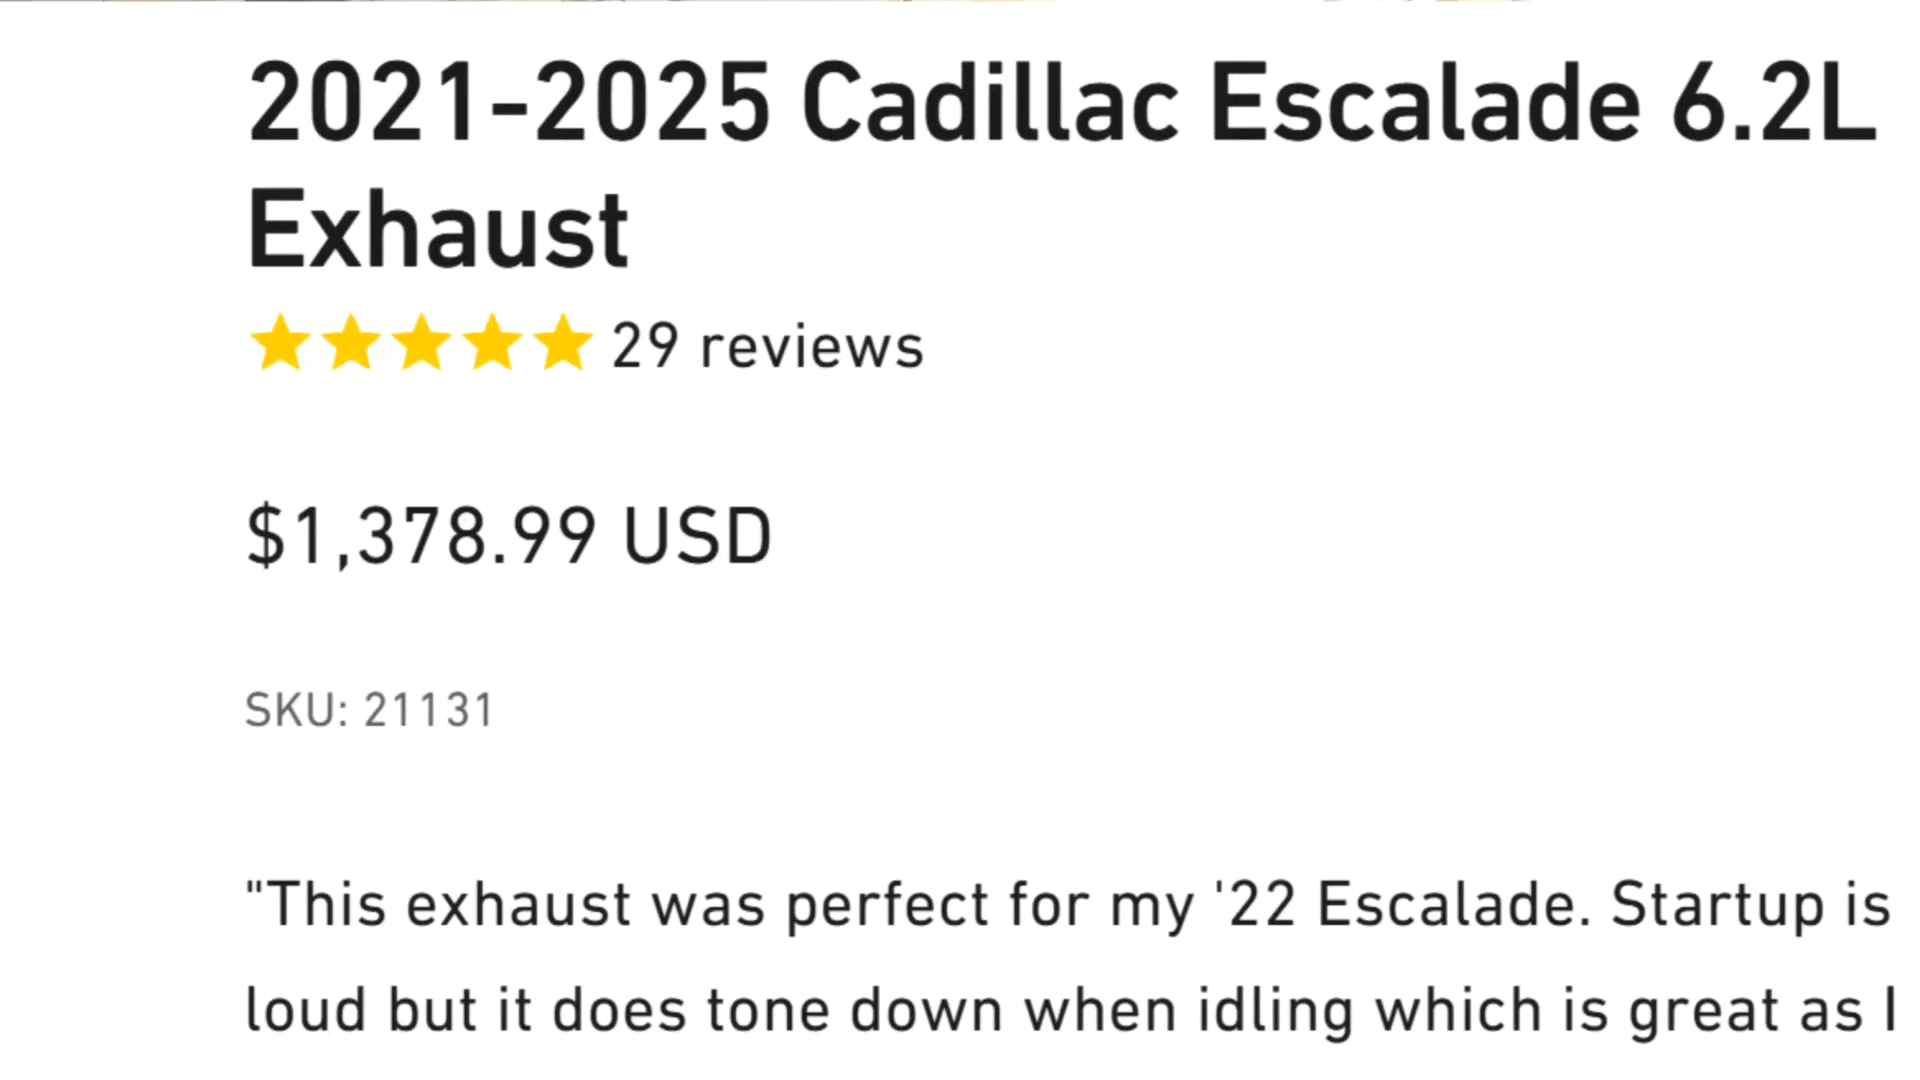 2021-2025 Cadillac Escalade 6.2L
Exhaust
29 reviews
$1,378.99 USD
SKU: 21131
"This exhaust was perfect for my '22 Escalade. Startup is
loud but it does tone down when idling which is great as I